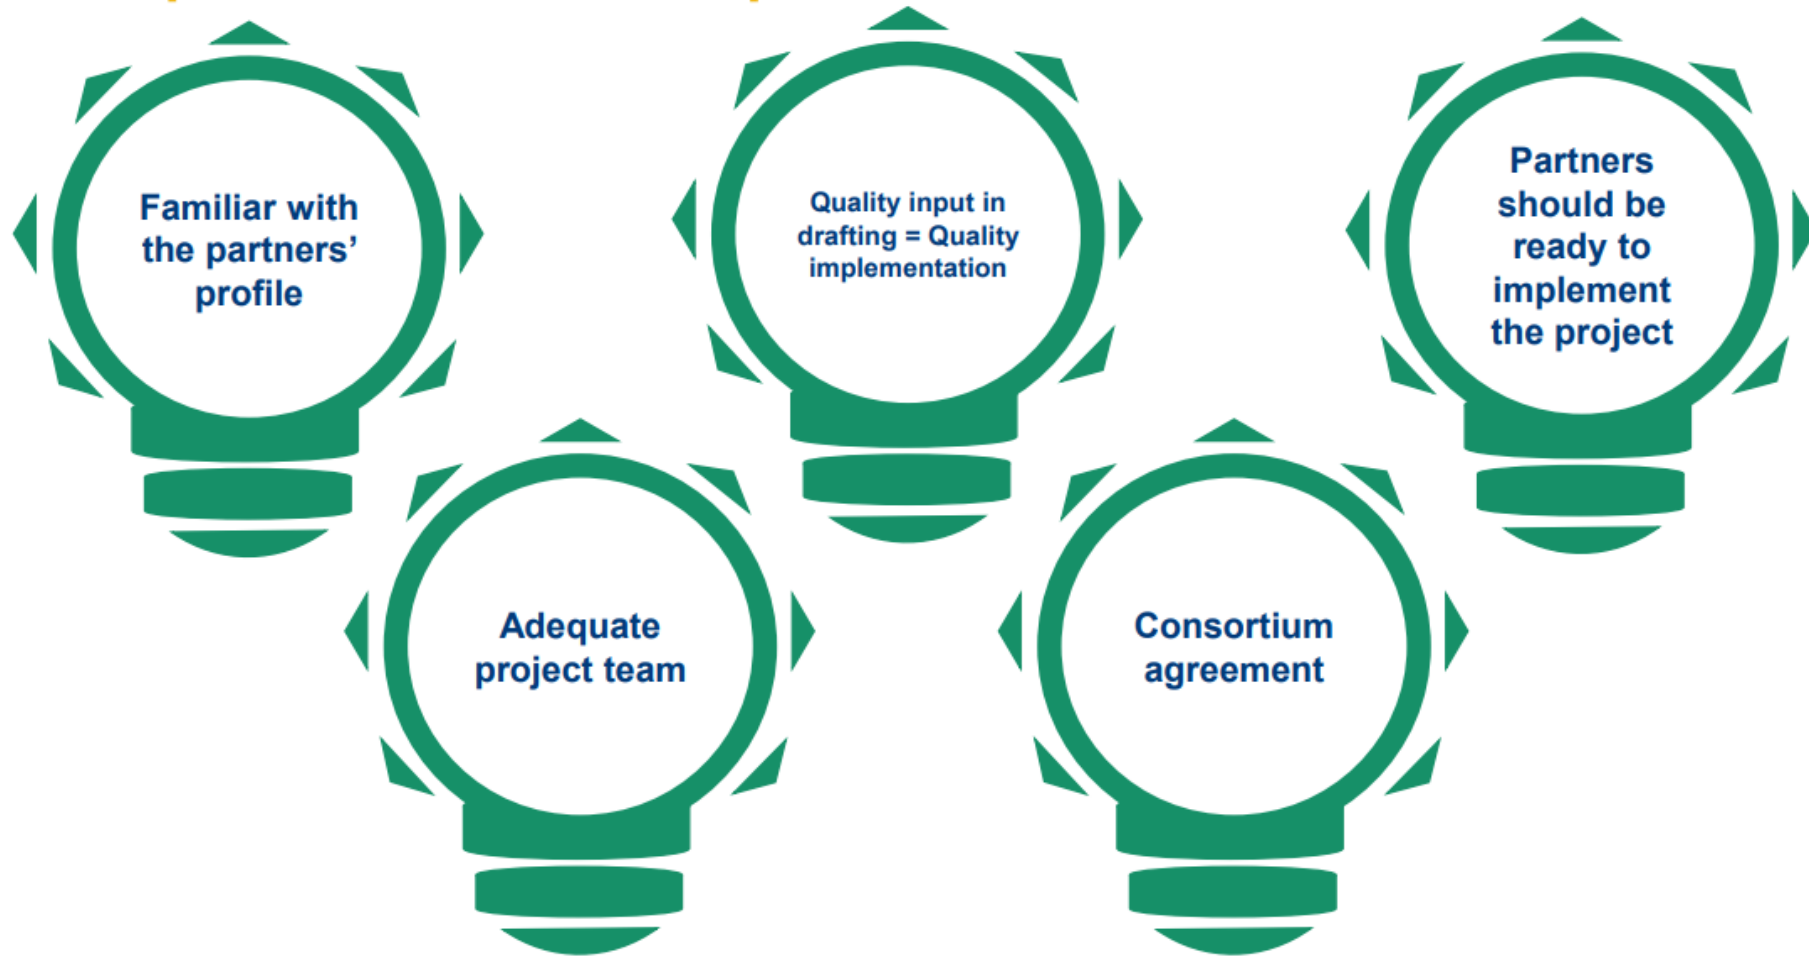 Familiar with
the partners’
profile
Quality input in
drafting = Quality
implementation
Partners
should be
ready to
implement
the project
Adequate
project team
Consortium
agreement